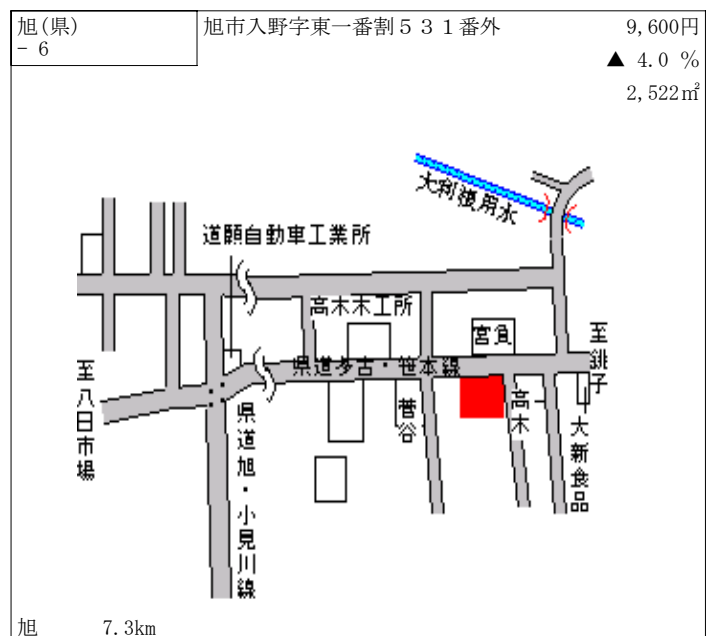 旭(県)
－6
旭市入野字東一番割５３１番外
9,600円
▲ 4.0 %
2,522㎡
大利根用水
道願自動車工業所
高木木工所
宮負
至銚子
県道多古・笹本線
至八日市場
菅谷
高木
大新食品
県道旭・小見川線
旭 7.3km